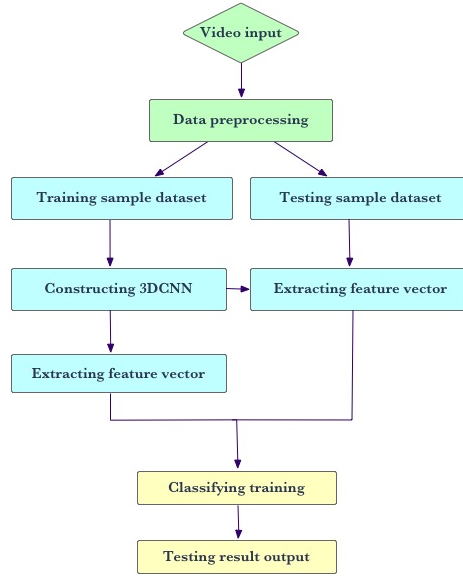 Video input
Data preprocessing
Training sample dataset
Testing sample dataset
Constructing 3DCNN
Extracting feature vector
Extracting feature vector
Classifying training
Testing result output